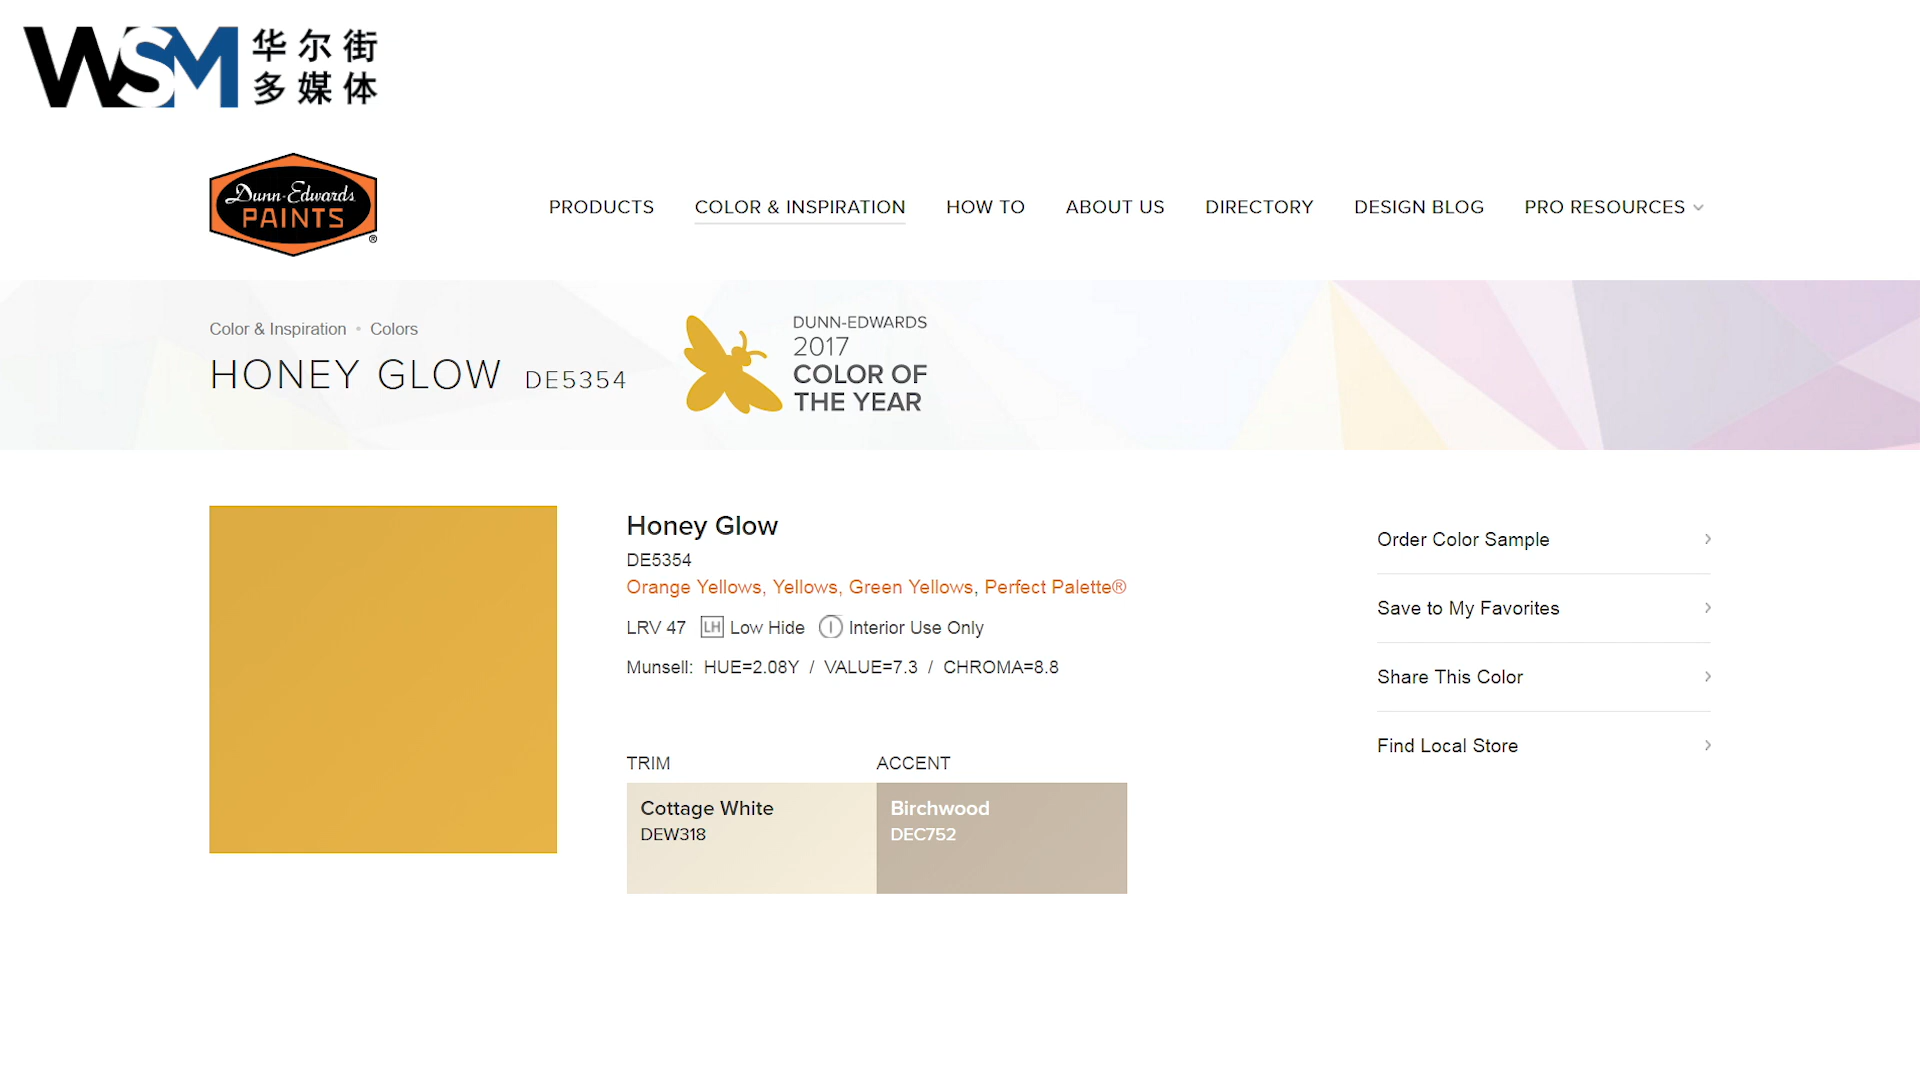 WSM
华尔街
多媒体
Dunn-Edwards
PAINTS
®
PRODUCTS COLOR & INSPIRATION HOW TO ABOUT US DIRECTORY DESIGN BLOG PRO RESOURCES
Color & Inspiration • Colors
HONEY GLOW DE5354
DUNN-EDWARDS
2017
COLOR OF
THE YEAR
Honey Glow
DE5354
Orange Yellows, Yellows, Green Yellows, Perfect Palette®
LRV 47 LH Low Hide I Interior Use Only
Munsell: HUE=2.08Y / VALUE=7.3 / CHROMA=8.8
TRIM
Cottage White
DEW318
ACCENT
Birchwood
DEC752
Order Color Sample
Save to My Favorites
Share This Color
Find Local Store